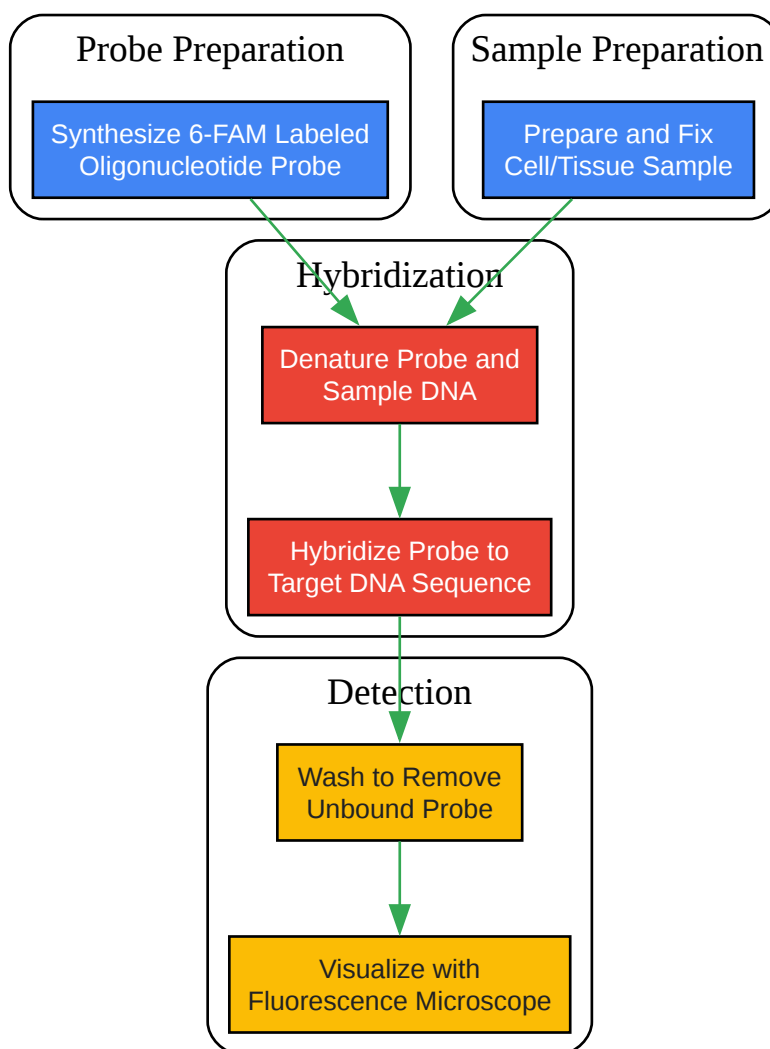 Probe Preparation
Synthesize 6-FAM Labeled
Oligonucleotide Probe
Sample Preparation
Prepare and Fix
Cell/Tissue Sample
Hybridization
Denature Probe and
Sample DNA
Hybridize Probe to
Target DNA Sequence
Detection
Wash to Remove
Unbound Probe
Visualize with
Fluorescence Microscope